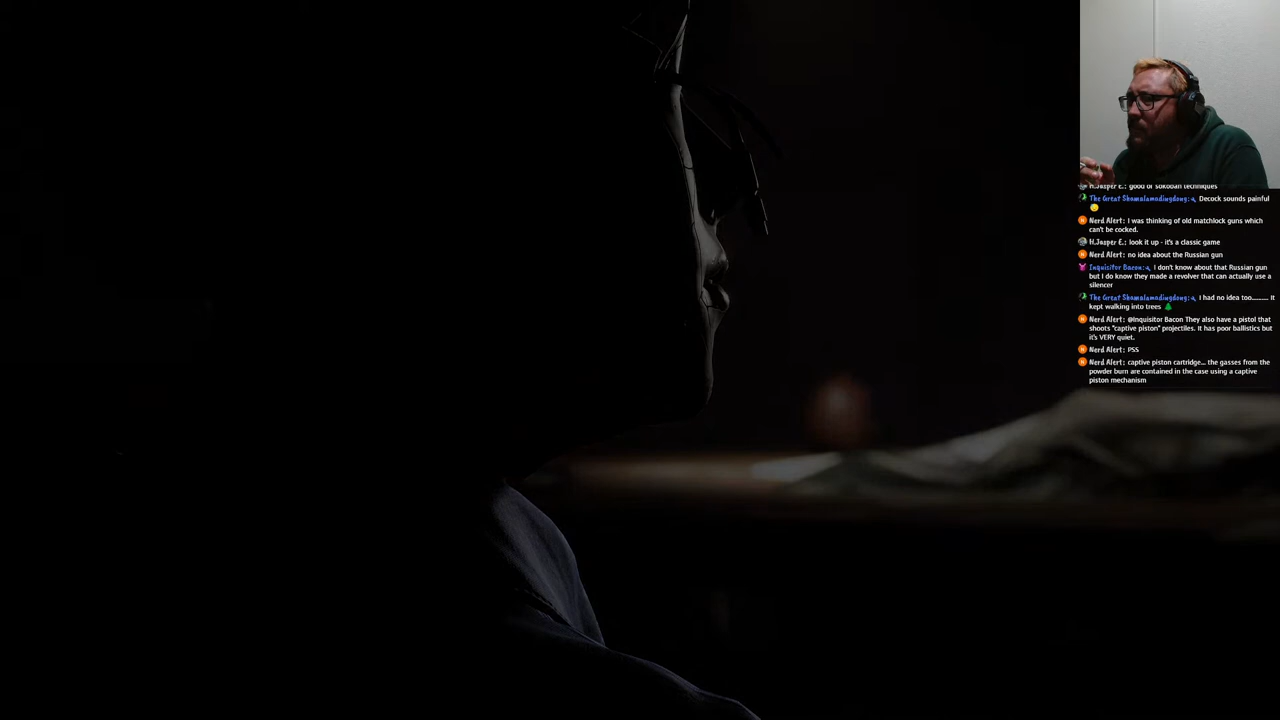 H.Jasper E.: good ol sokoban techniques
The Great Shamalamadingdong: Decock sounds painful
Nerd Alert: I was thinking of old matchlock guns which
can't be cocked.
H.Jasper E.: look it up - it's a classic game
Nerd Alert: no idea about the Russian gun
Inquisitor Bacon: I don't know about that Russian gun
but I do know they made a revolver that can actually use a
silencer
The Great Shamalamadingdong: I had no idea too.......... it
kept walking into trees
Nerd Alert: @Inquisitor Bacon They also have a pistol that
shoots "captive piston" projectiles. It has poor ballistics but
it's VERY quiet.
Nerd Alert: PSS
Nerd Alert: captive piston cartridge... the gasses from the
powder burn are contained in the case using a captive
piston mechanism